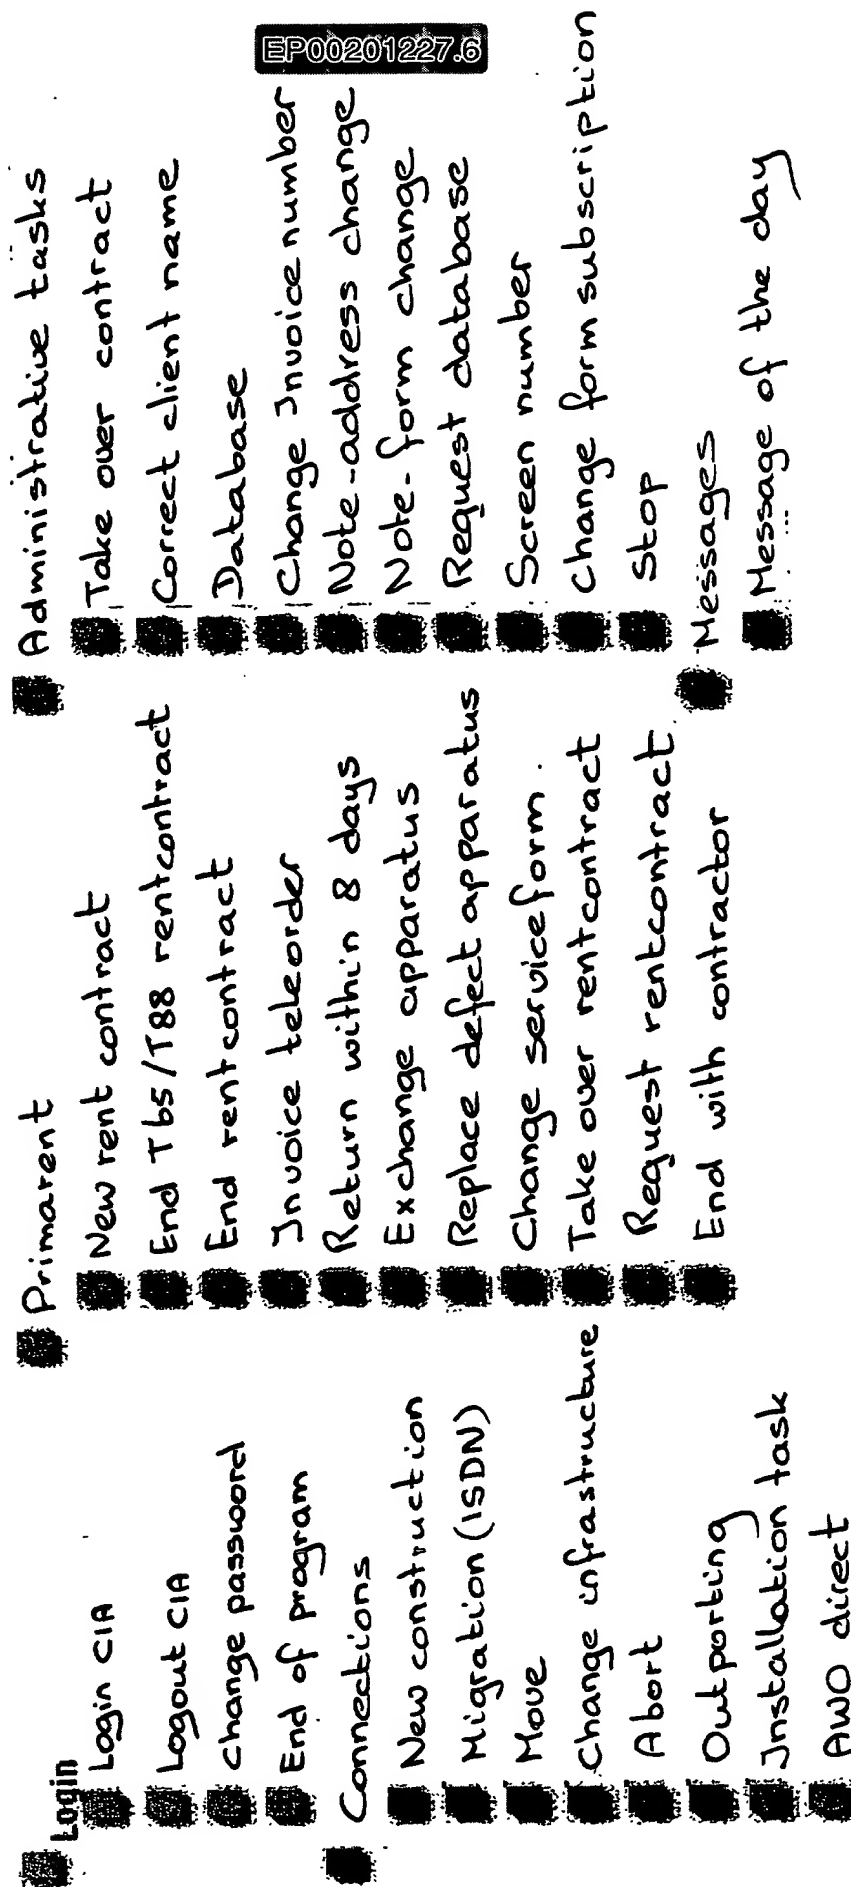 Login
Login CIA
Logout CIA
change password
End of program
Connections
New construction
Migration (ISDN)
Move
Change infrastructure
Abort
Outporting
Installation task
AWO direct
Primarent
New rent contract
End T65/T88 rentcontract
End rentcontract
Invoice teleorder
Return within 8 days
Exchange apparatus
Replace defect apparatus
Change serviceform.
Take over rentcontract
Request rentcontract
End with contractor
Administrative tasks
Take over contract
Correct client name
Database
Change Invoice number
Note-address change
Note-form change
Request database
Screen number
Change form subscription
Stop
Messages
Message of the day
EP00201227.6